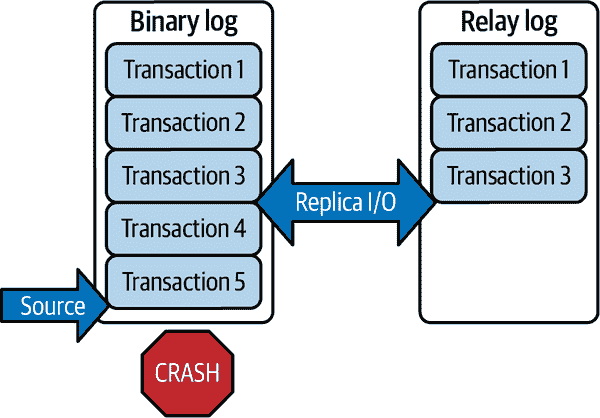 Binary log
Transaction 1
Transaction 2
Transaction 3
Transaction 4
Transaction 5
Source
CRASH
Replica I/O
Relay log
Transaction 1
Transaction 2
Transaction 3